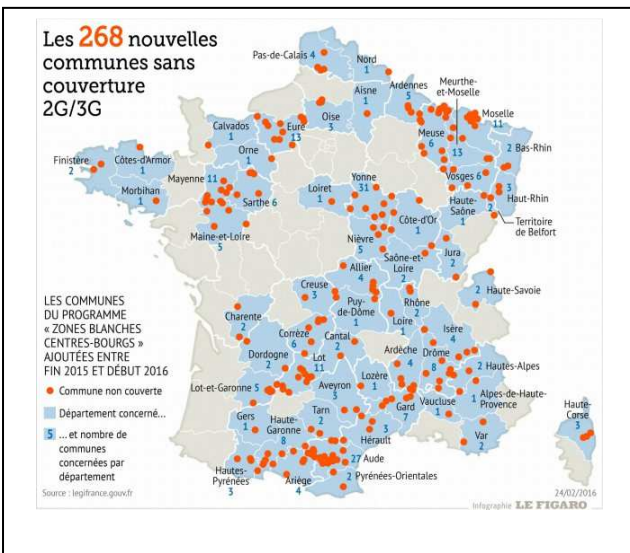 Les 268 nouvelles
communes sans
couverture
2G/3G
Pas-de-Calais 4
Nord
1
Aisne
1
Ardennes
5
Meurthe-
et-Moselle
13
Moselle
11
Oise
3
Eure
13
Calvados
1
Orne
1
Meuse
6
2 Bas-Rhin
Finistère
2
Côtes-d'Armor
1
Morbihan
1
Mayenne 11
Sarthe 6
Maine-et-Loire
5
Loiret
1
Yonne
31
Vosges 6
3
Haut-Rhin
Haute-
Saône
1
2
Territoire
de Belfort
Côte-d'Or
1
Nièvre
5
Saône-et-
Loire
2
Jura
2
Allier
4
2 Haute-Savoie
Creuse
3
Puy-
de-Dôme
1
Rhône
2
Loire
1
Isère
4
Charente
2
Corrèze
6
Cantal
2
Dordogne
2
Lot
11
Ardèche
4
Drôme
8
2 Hautes-Alpes
Lot-et-Garonne 5
Aveyron
3
Lozère
1
Gard
7
Vaucluse
1
1 Alpes-de-Haute-
Provence
Gers
1
Haute-
Garonne
8
Tarn
2
3
Hérault
Var
2
Haute-
Corse
3
Hautes-
Pyrénées
3
Ariège
4
27 Aude
2 Pyrénées-Orientales
LES COMMUNES
DU PROGRAMME
« ZONES BLANCHES
CENTRES-BOURGS »
AJOUTÉES ENTRE
FIN 2015 ET DÉBUT 2016
Commune non couverte
Département concerné...
5 ... et nombre de
communes
concernées par
département
Source : legifrance.gouv.fr
24/02/2016
Infographie LE FIGARO